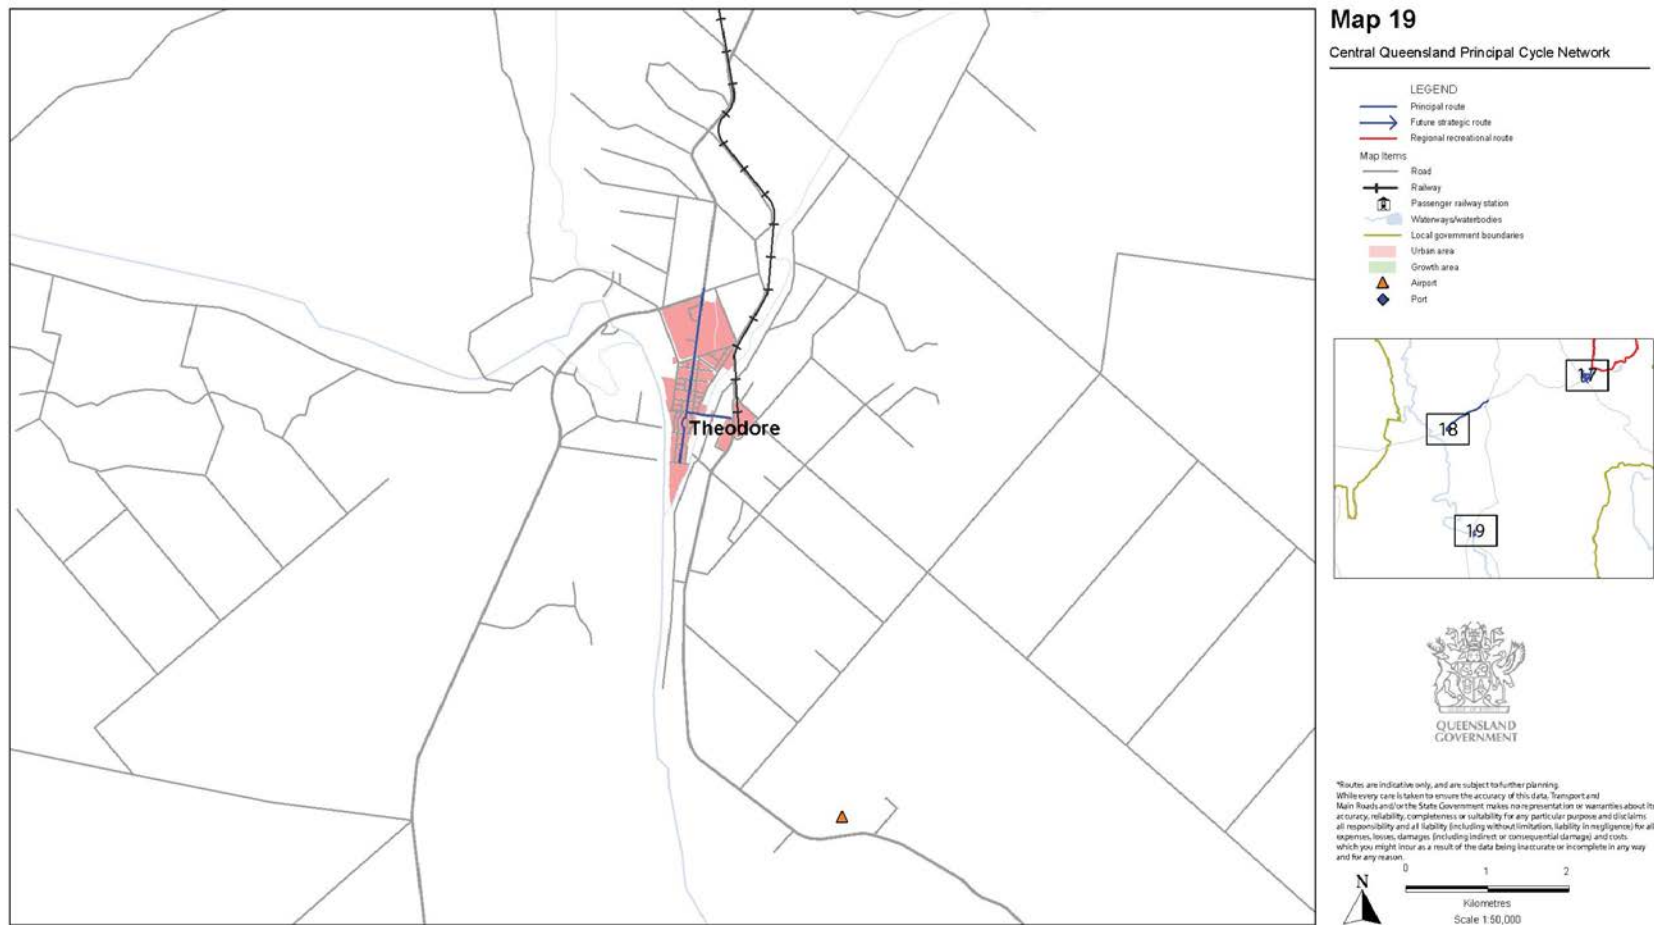 Map 19
Central Queensland Principal Cycle Network
LEGEND
Principal route
Future strategic route
Regional recreational route
Map Items
Road
Railway
Passenger railway station
Waterways/waterbodies
Local government boundaries
Urban area
Growth area
Airport
Port
Theodore
17
18
19
QUEENSLAND
GOVERNMENT
*Routes are indicative only, and are subject to further planning.
While every care is taken to ensure the accuracy of this data, Transport and
Main Roads and/or the State Government makes no representation or warranties about its
accuracy, reliability, completeness or suitability for any particular purpose and disclaims
all responsibility and all liability (including without limitation, liability in negligence) for all
expenses, losses, damages (including indirect or consequential damage) and costs
which you might incur as a result of the data being inaccurate or incomplete in any way
and for any reason.
N
0 1 2
Kilometres
Scale 1:50,000